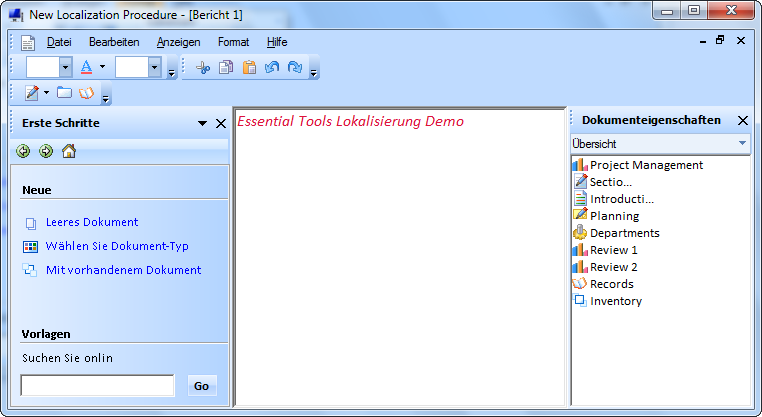 New Localization Procedure - [Bericht 1]
Datei Bearbeiten Anzeigen Format Hilfe
A
Erste Schritte
Neue
Leeres Dokument
Wählen Sie Dokument-Typ
Mit vorhandenem Dokument
Vorlagen
Suchen Sie onlin
Go
Essential Tools Lokalisierung Demo
Dokumenteigenschaften
Übersicht
Project Management
Sectio...
Introducti...
Planning
Departments
Review 1
Review 2
Records
Inventory